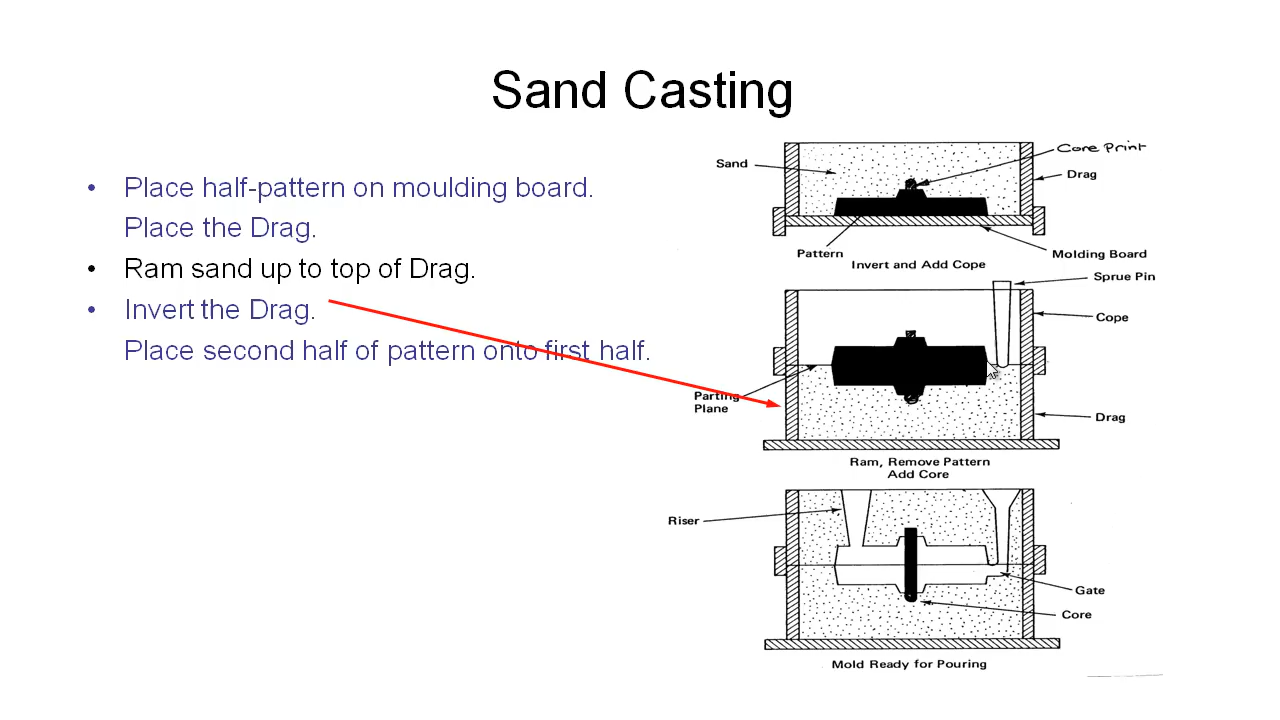 Sand Casting
• Place half-pattern on moulding board.
Place the Drag.
• Ram sand up to top of Drag.
• Invert the Drag.
Place second half of pattern onto first half.
Sand
Core Print
Drag
Pattern
Molding Board
Invert and Add Cope
Sprue Pin
Cope
Parting
Plane
Drag
Ram, Remove Pattern
Add Core
Riser
Gate
Core
Mold Ready for Pouring